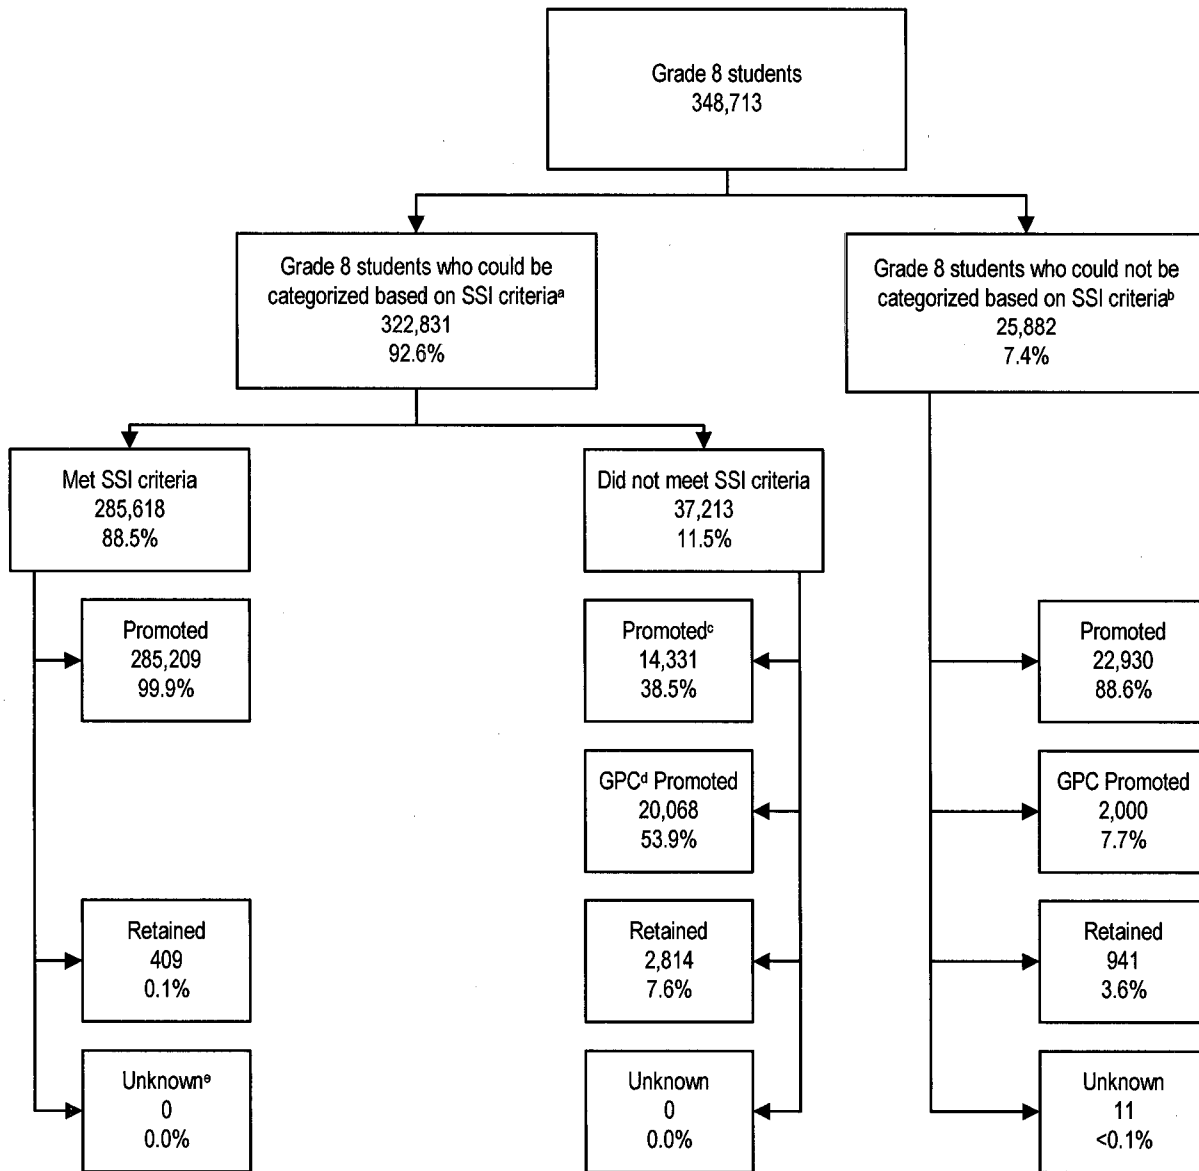 Grade 8 students
348,713
Grade 8 students who could be
categorized based on SSI criteriaᵃ
322,831
92.6%
Grade 8 students who could not be
categorized based on SSI criteriaᵇ
25,882
7.4%
Met SSI criteria
285,618
88.5%
Did not meet SSI criteria
37,213
11.5%
Promoted
285,209
99.9%
Promotedᶜ
14,331
38.5%
Promoted
22,930
88.6%
GPCᵈ Promoted
20,068
53.9%
GPC Promoted
2,000
7.7%
Retained
409
0.1%
Retained
2,814
7.6%
Retained
941
3.6%
Unknownᵉ
0
0.0%
Unknown
0
0.0%
Unknown
11
<0.1%